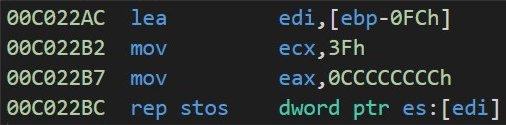 00C022AC lea edi,[ebp-0FCh]
00C022B2 mov ecx,3Fh
00C022B7 mov eax,0CCCCCCCCh
00C022BC rep stos dword ptr es:[edi]